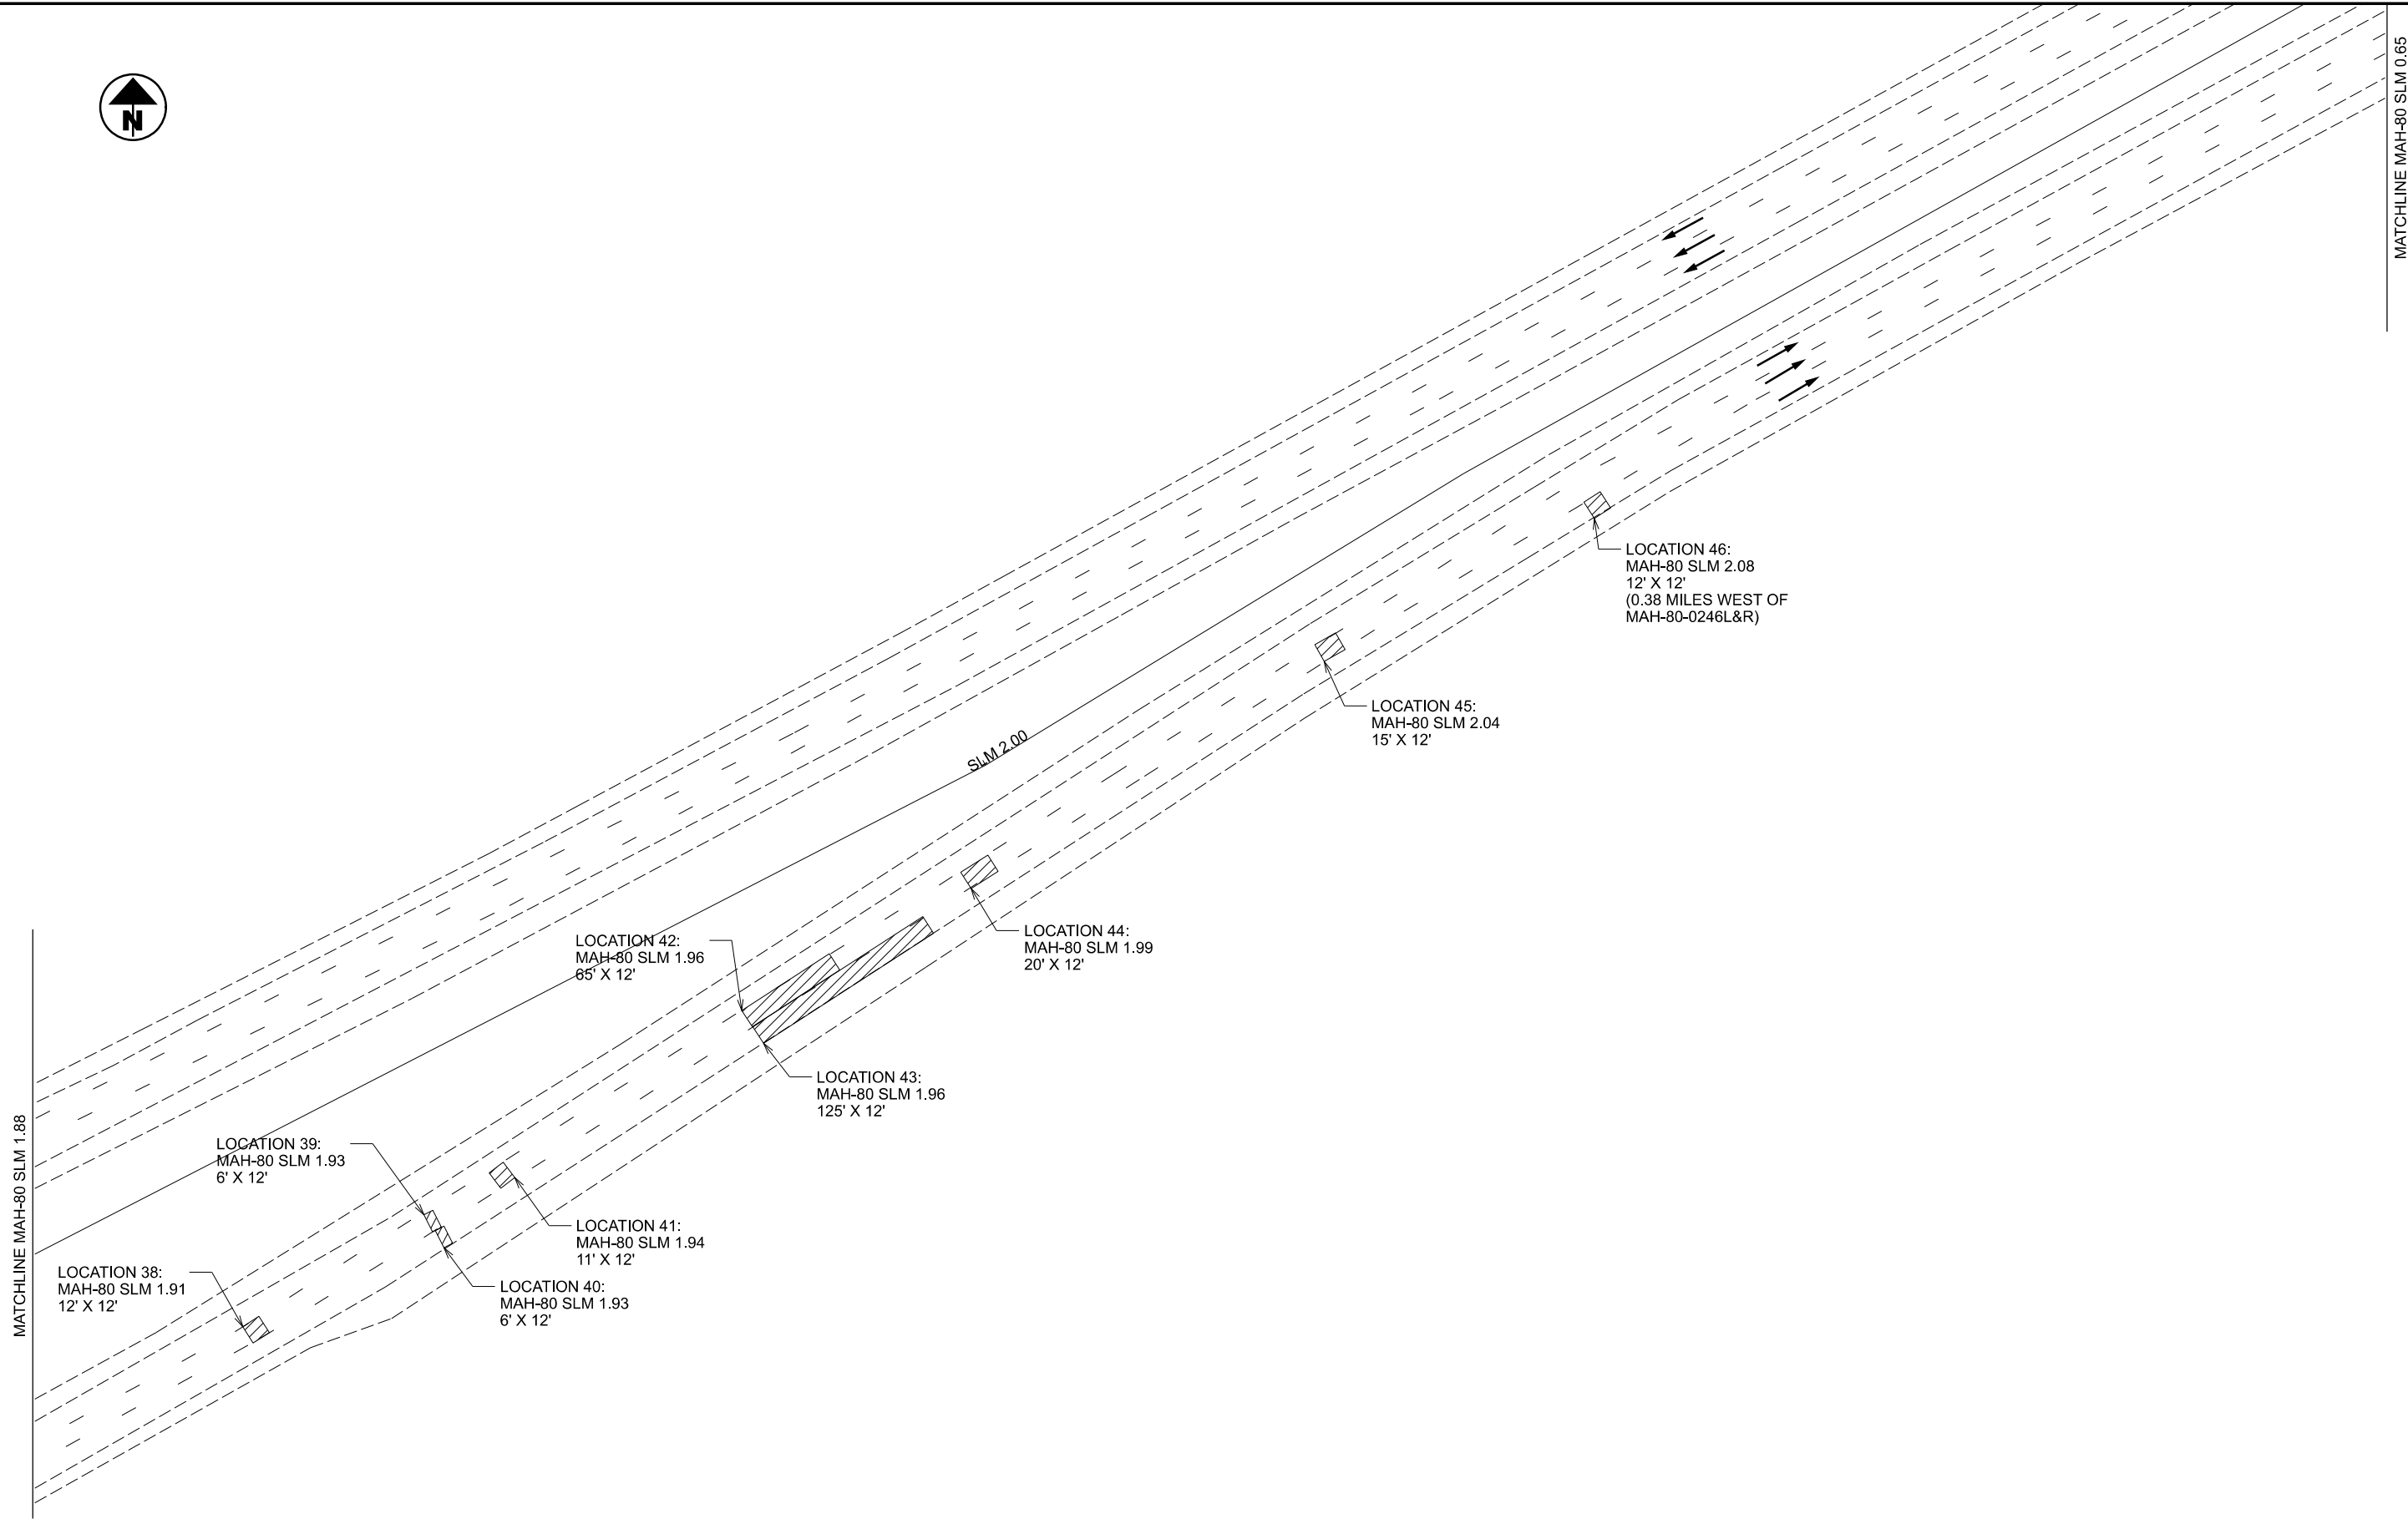 N
MATCHLINE MAH-80 SLM 0.65
LOCATION 46:
MAH-80 SLM 2.08
12' X 12'
(0.38 MILES WEST OF
MAH-80-0246L&R)
LOCATION 45:
MAH-80 SLM 2.04
15' X 12'
SLM 2.00
LOCATION 44:
MAH-80 SLM 1.99
20' X 12'
LOCATION 42:
MAH-80 SLM 1.96
65' X 12'
LOCATION 43:
MAH-80 SLM 1.96
125' X 12'
LOCATION 39:
MAH-80 SLM 1.93
6' X 12'
LOCATION 41:
MAH-80 SLM 1.94
11' X 12'
LOCATION 38:
MAH-80 SLM 1.91
12' X 12'
LOCATION 40:
MAH-80 SLM 1.93
6' X 12'
MATCHLINE MAH-80 SLM 1.88